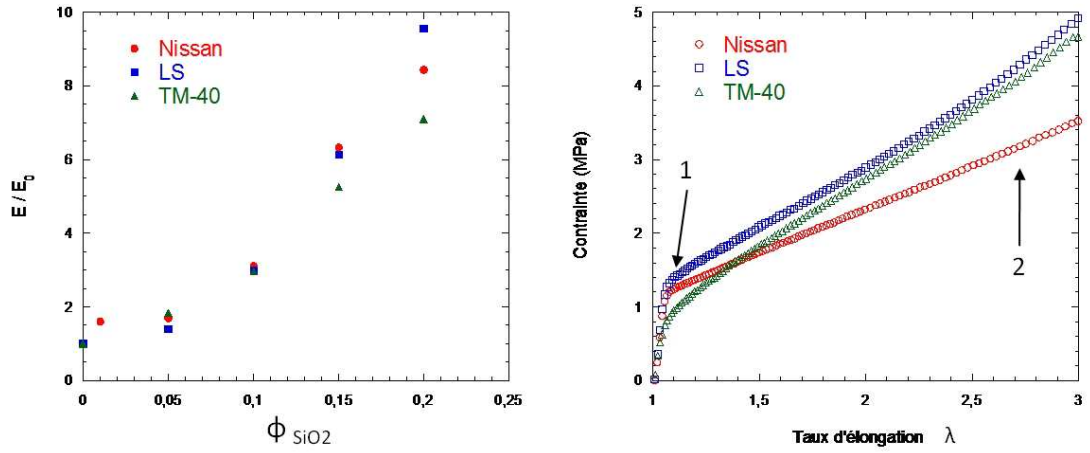 10
8
6
4
2
0
E / E0
Nissan
LS
TM-40
0
0,05
0,1
0,15
0,2
0,25
ϕ SiO2
5
4
3
2
1
0
Contrainte (MPa)
Nissan
LS
TM-40
1
2
1
1,5
2
2,5
3
Taux d'élongation λ